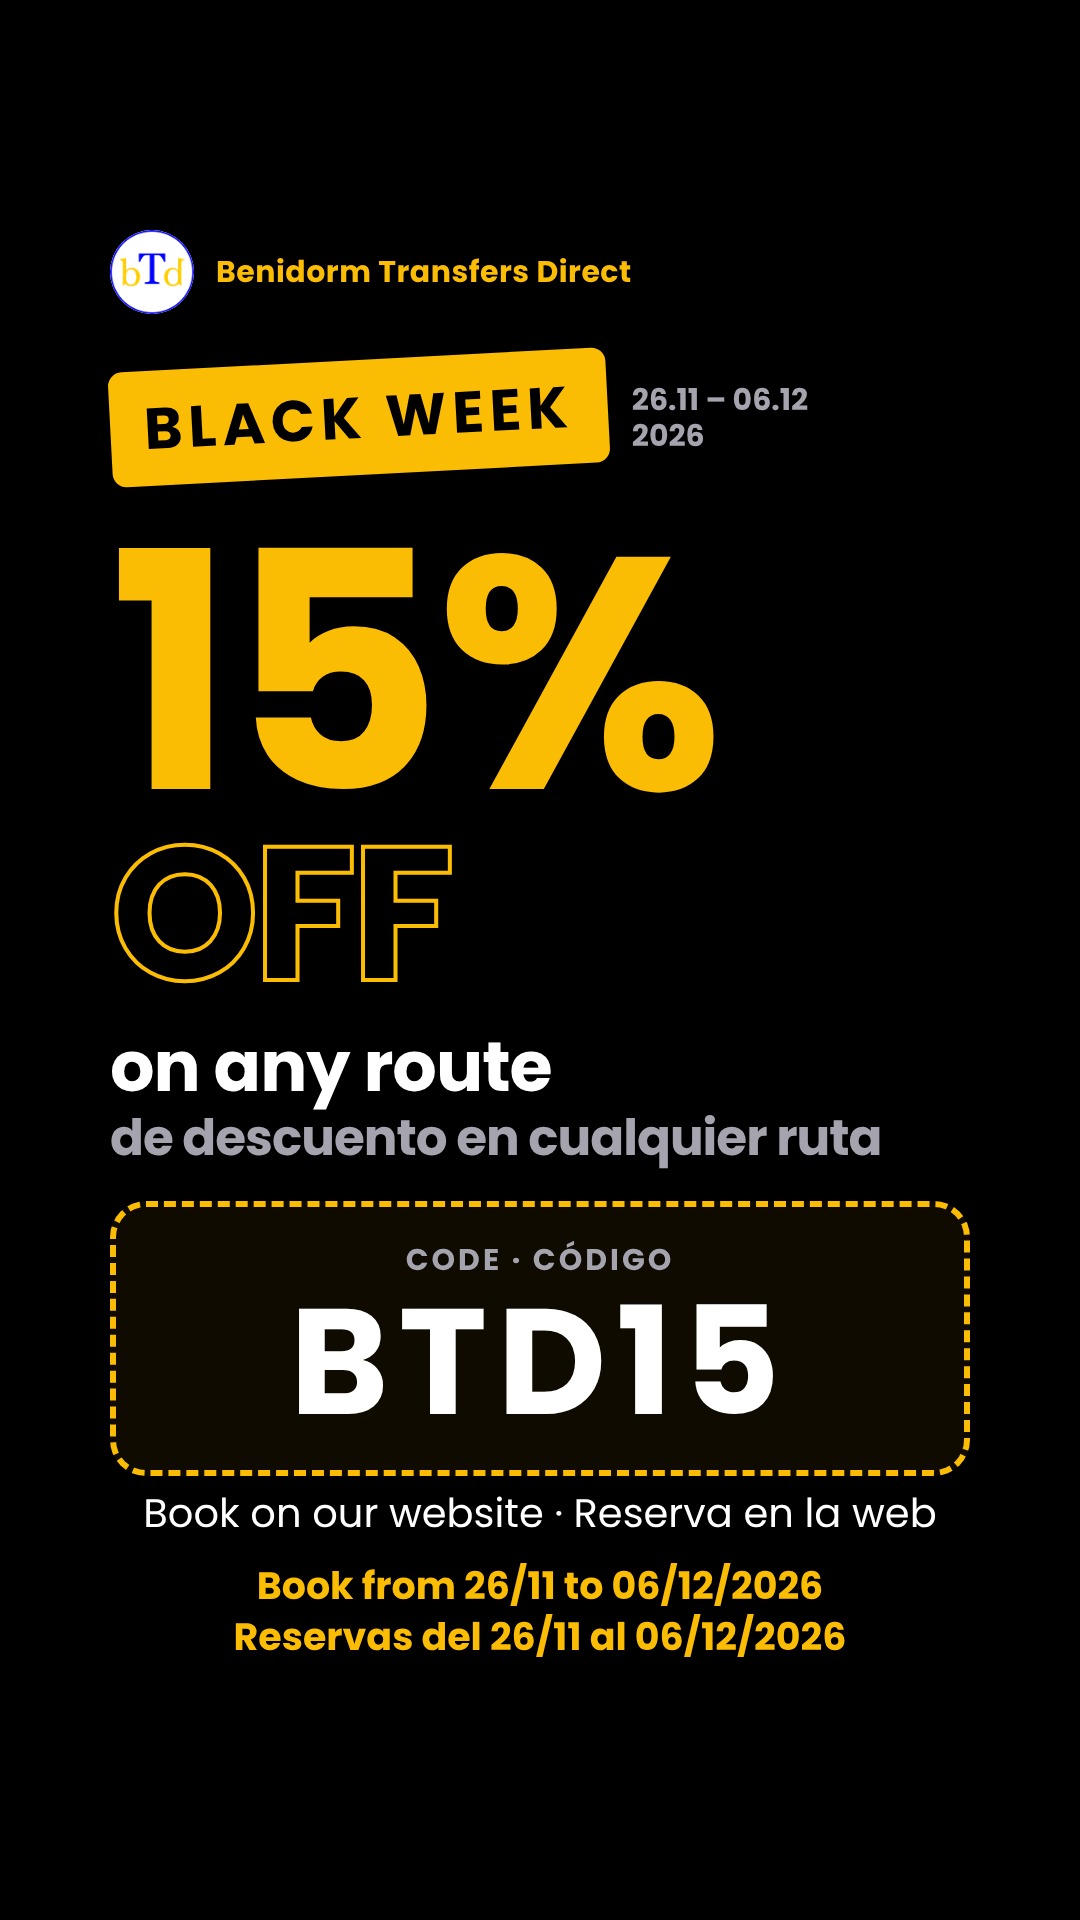 bTd
Benidorm Transfers Direct
BLACK WEEK
26.11 – 06.12
2026
15%
OFF
on any route
de descuento en cualquier ruta
CODE · CÓDIGO
BTD15
Book on our website · Reserva en la web
Book from 26/11 to 06/12/2026
Reservas del 26/11 al 06/12/2026